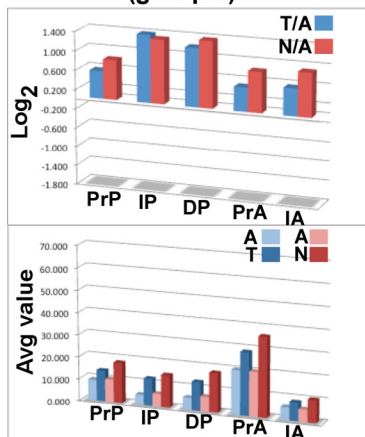 T/A
N/A
Log2
1.400
1.000
0.600
0.200
-0.200
-0.600
-1.000
-1.400
-1.800
PrP IP DP PrA IA
A A
T N
Avg value
70.000
60.000
50.000
40.000
30.000
20.000
10.000
0.000
PrP IP DP PrA IA